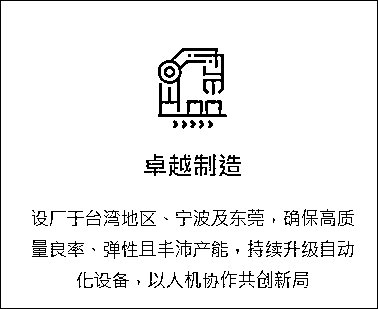 卓越制造
设厂于台湾地区、宁波及东莞，确保高质
量良率、弹性且丰沛产能，持续升级自动
化设备，以人机协作共创新局